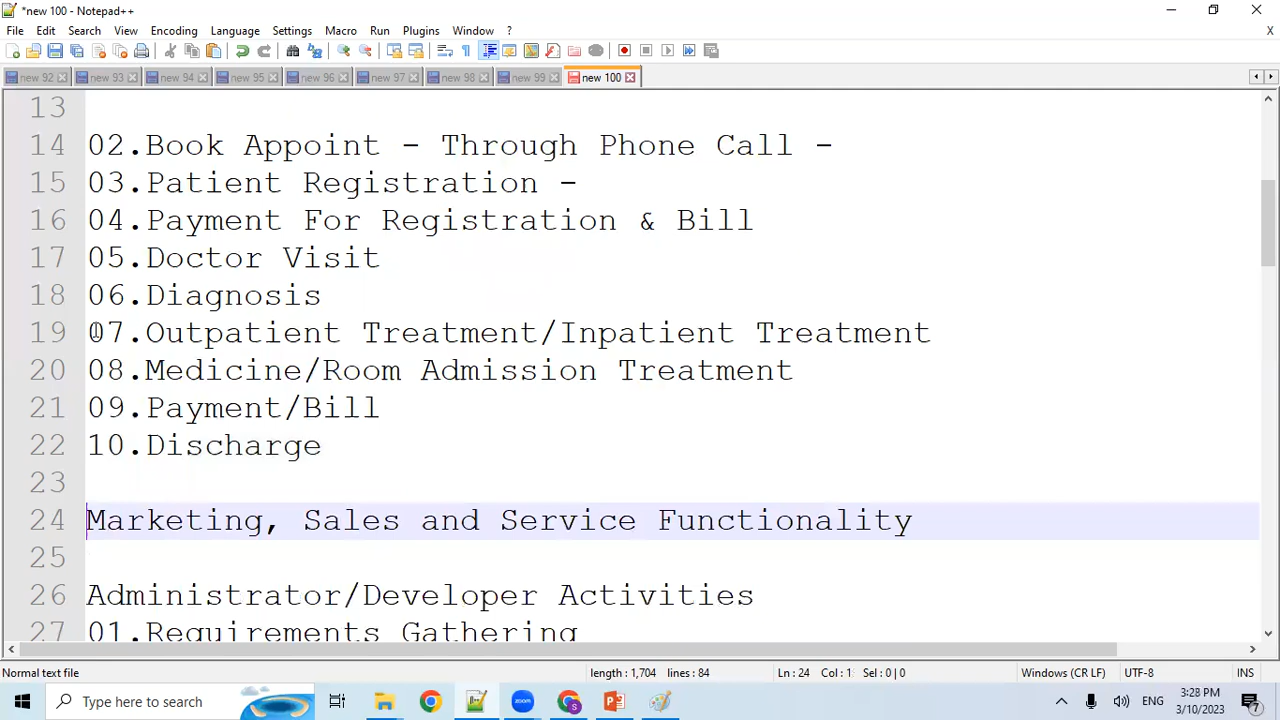 *new 100 - Notepad++
File Edit Search View Encoding Language Settings Macro Run Plugins Window ? X
new 92 new 93 new 94 new 95 new 96 new 97 new 98 new 99 new 100
13
14 02.Book Appoint - Through Phone Call -
15 03.Patient Registration -
16 04.Payment For Registration & Bill
17 05.Doctor Visit
18 06.Diagnosis
19 07.Outpatient Treatment/Inpatient Treatment
20 08.Medicine/Room Admission Treatment
21 09.Payment/Bill
22 10.Discharge
23
24 Marketing, Sales and Service Functionality
25
26 Administrator/Developer Activities
27 01.Requirements Gathering
Normal text file length : 1,704 lines : 84 Ln : 24 Col : 1 Sel : 0 | 0 Windows (CR LF) UTF-8 INS
Type here to search ENG 3:28 PM 7
3/10/2023